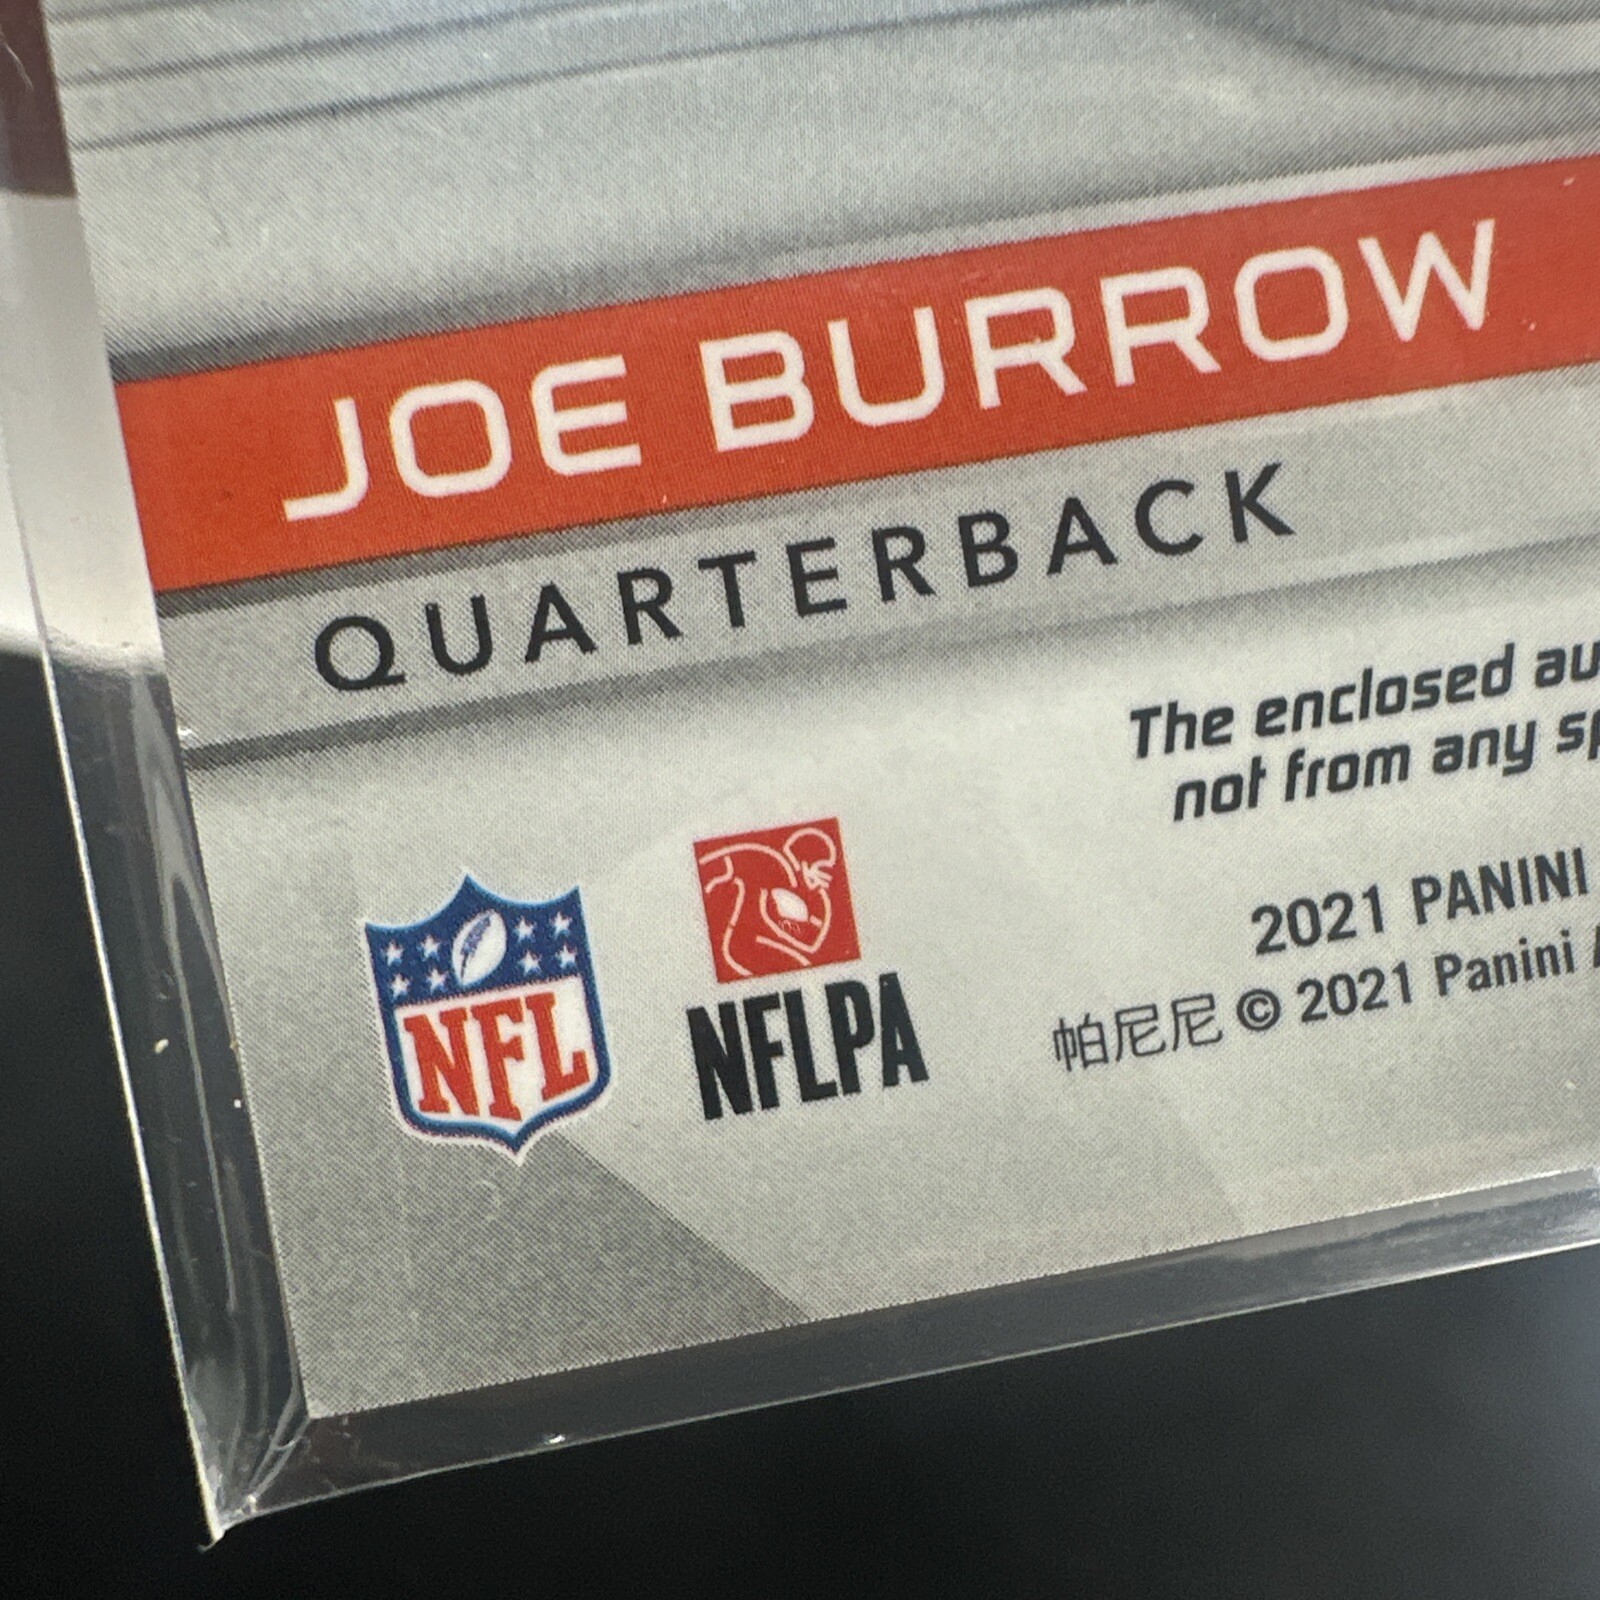 JOE BURROW
QUARTERBACK
The enclosed au
not from any sp
NFL
NFLPA
2021 PANINI
帕尼尼 © 2021 Panini A